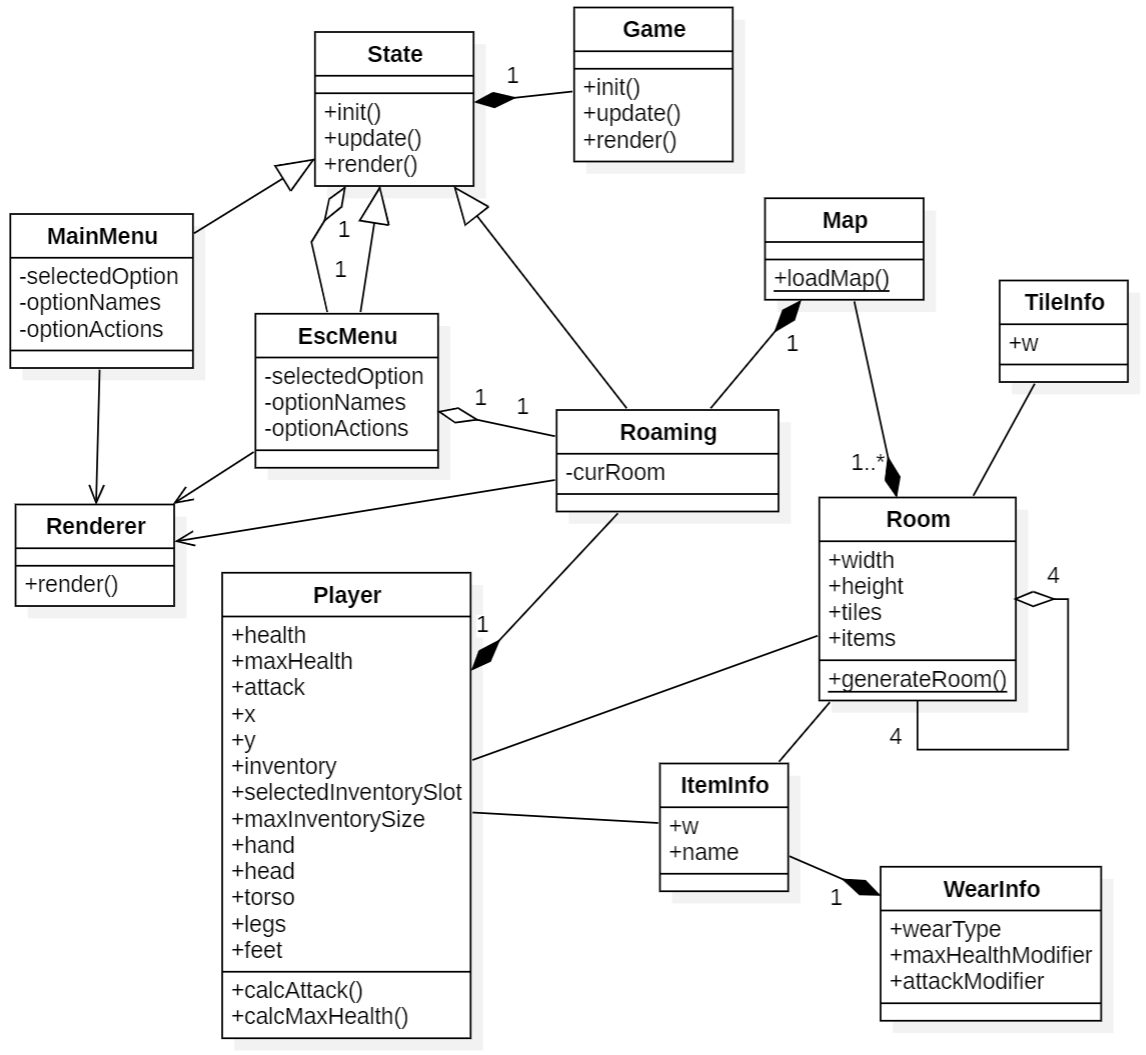 State
+init()
+update()
+render()
1
Game
+init()
+update()
+render()
MainMenu
-selectedOption
-optionNames
-optionActions
1
1
EscMenu
-selectedOption
-optionNames
-optionActions
1
1
Map
+loadMap()
1
TileInfo
+w
Roaming
-curRoom
1..*
Renderer
+render()
Room
+width
+height
+tiles
+items
+generateRoom()
4
4
Player
+health
+maxHealth
+attack
+x
+y
+inventory
+selectedInventorySlot
+maxInventorySize
+hand
+head
+torso
+legs
+feet
+calcAttack()
+calcMaxHealth()
1
ItemInfo
+w
+name
1
WearInfo
+wearType
+maxHealthModifier
+attackModifier